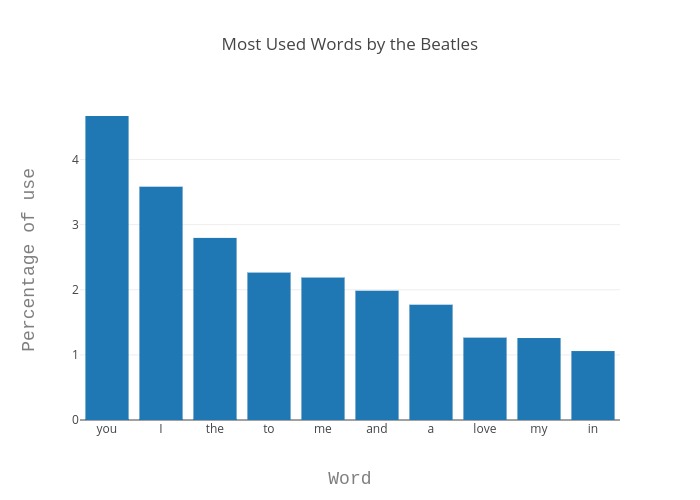 Most Used Words by the Beatles
Percentage of use
4
3
2
1
0
you I the to me and a love my in
Word